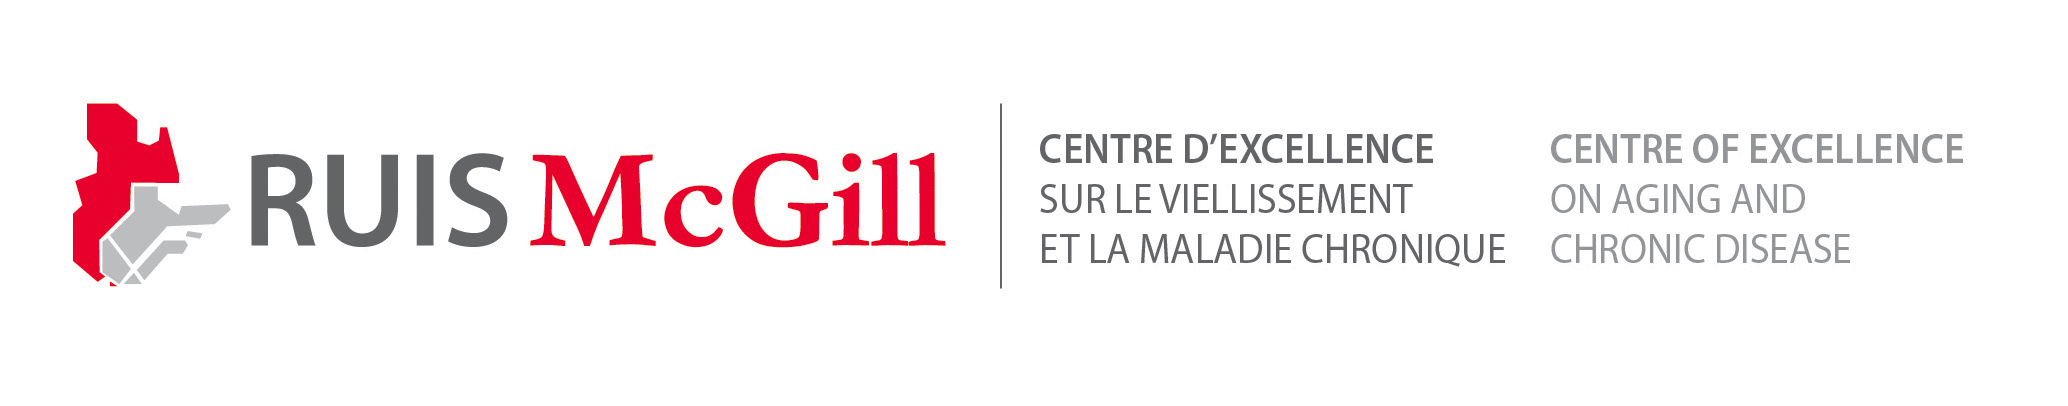 RUIS McGill
CENTRE D’EXCELLENCE
SUR LE VIELLISSEMENT
ET LA MALADIE CHRONIQUE
CENTRE OF EXCELLENCE
ON AGING AND
CHRONIC DISEASE